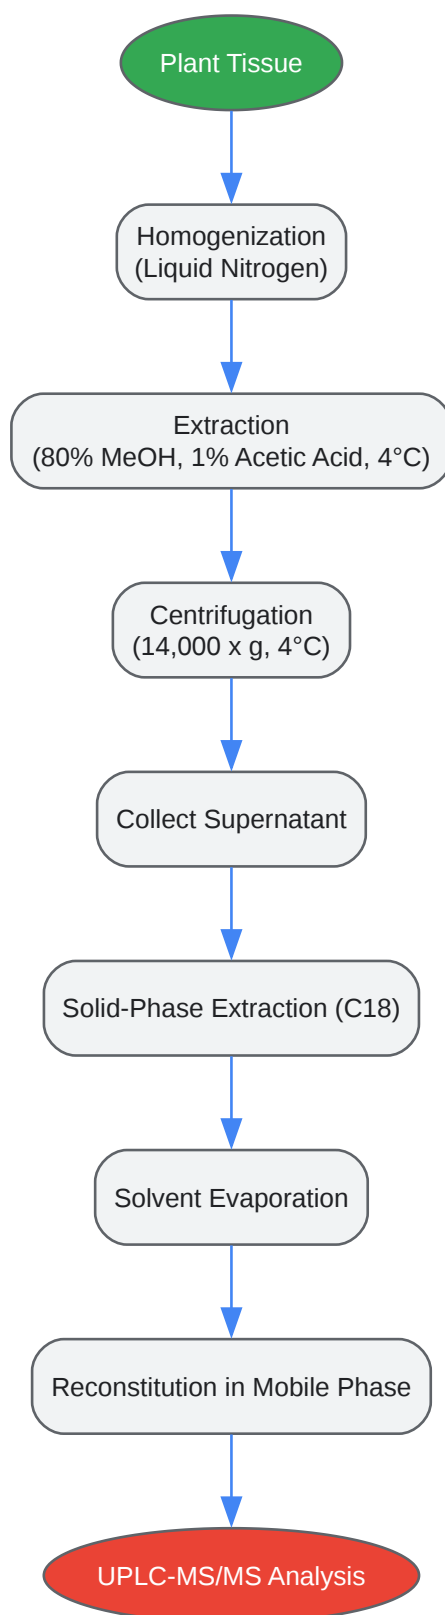 Plant Tissue
Homogenization
(Liquid Nitrogen)
Extraction
(80% MeOH, 1% Acetic Acid, 4°C)
Centrifugation
(14,000 x g, 4°C)
Collect Supernatant
Solid-Phase Extraction (C18)
Solvent Evaporation
Reconstitution in Mobile Phase
UPLC-MS/MS Analysis